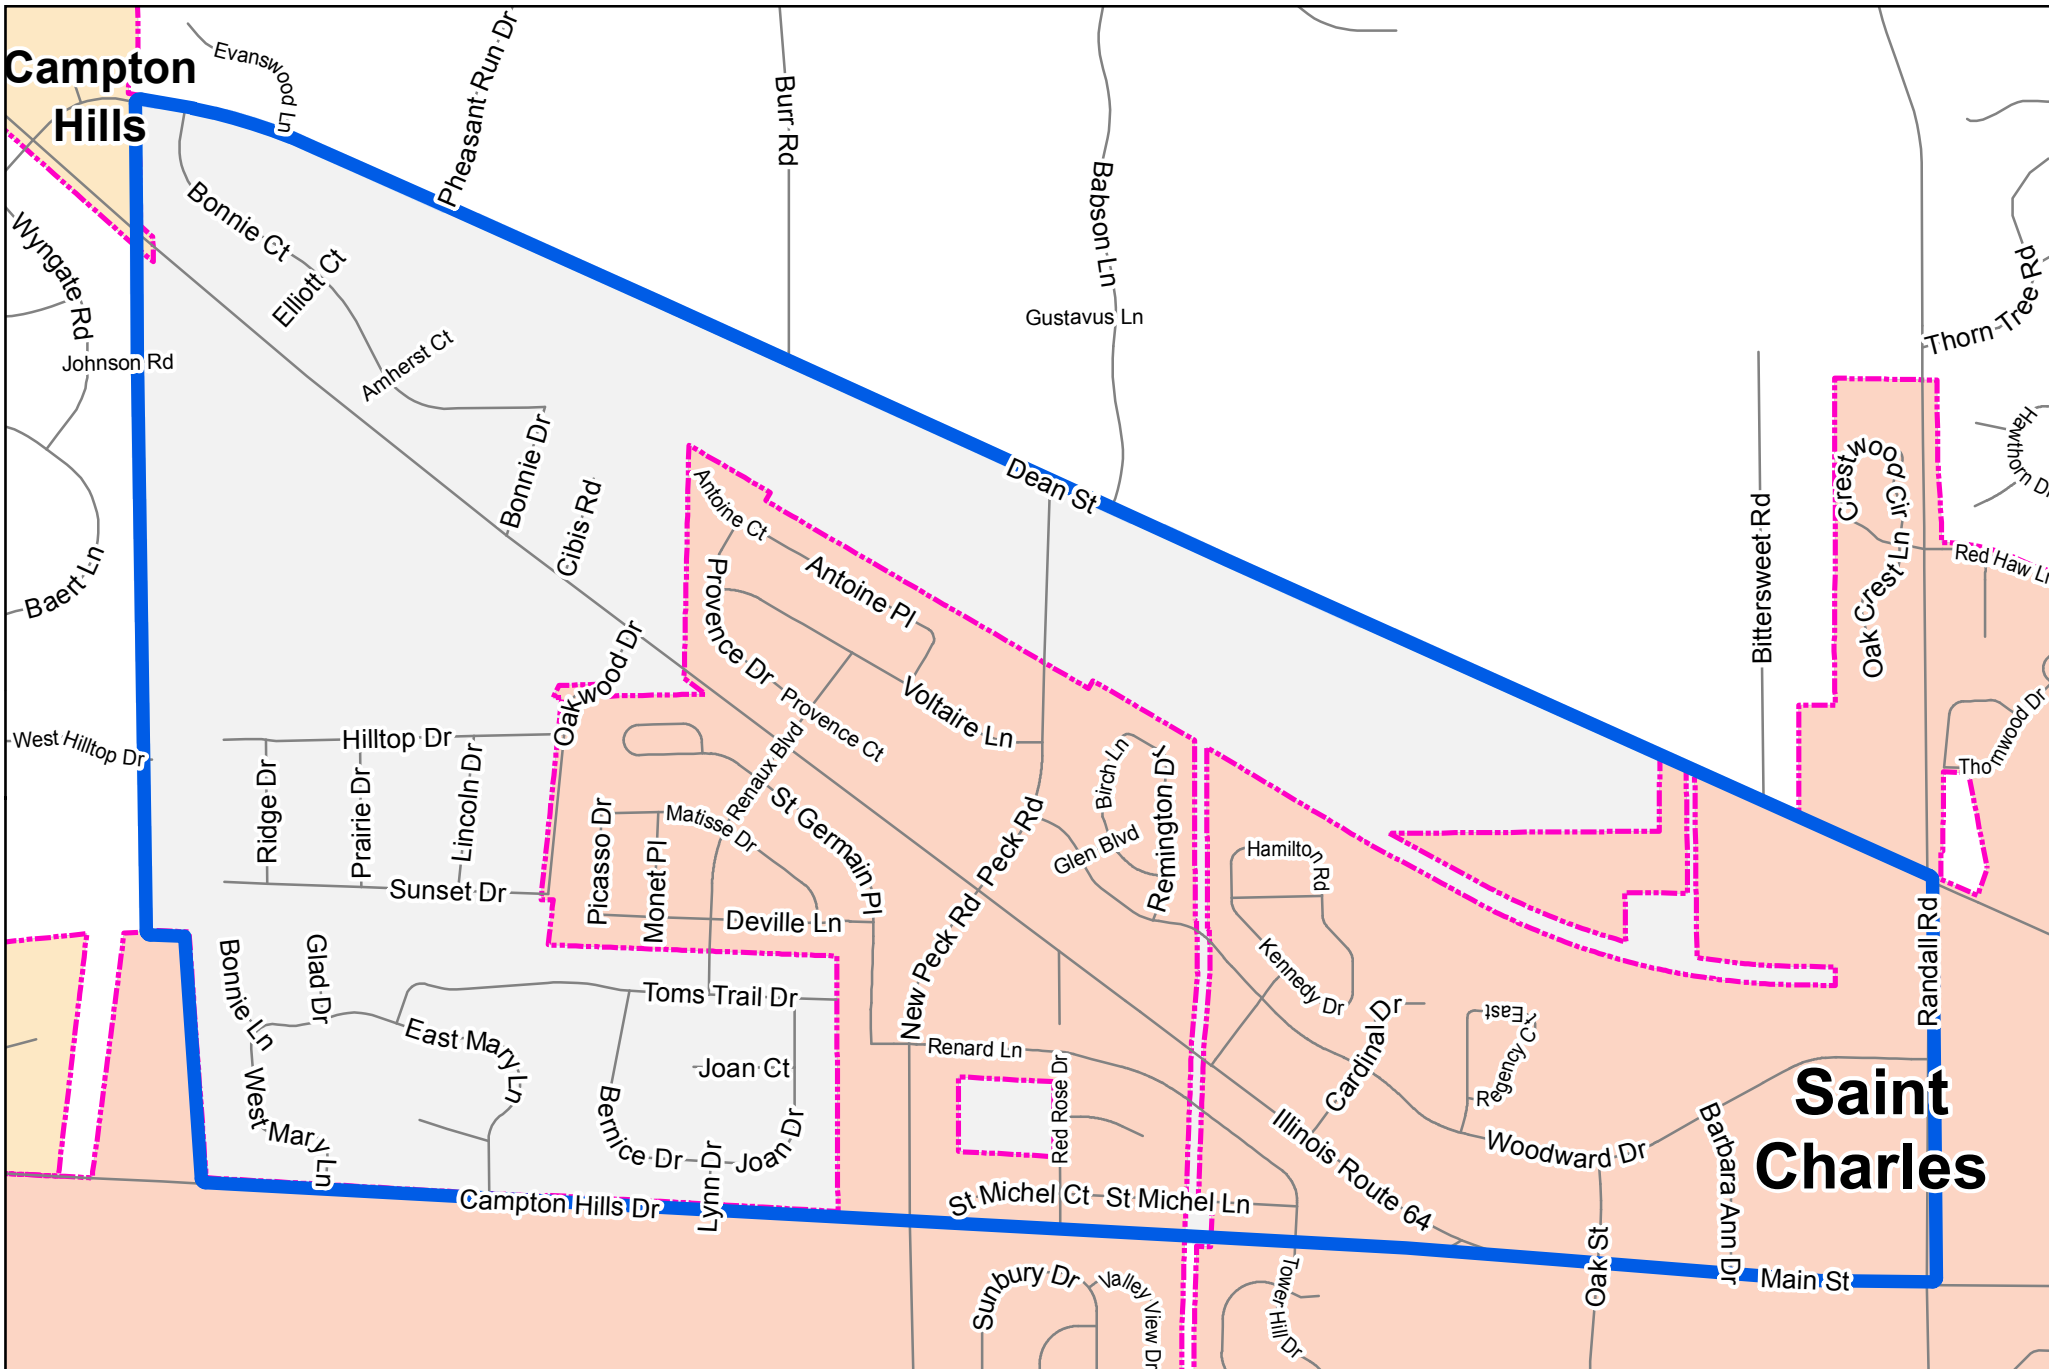 Campton
Hills
Evanswood Ln
Pheasant Run Dr
Burr Rd
Babson Ln
Gustavus Ln
Thorn Tree Rd
Hawthorn Dr
Wyngate Rd
Johnson Rd
Bonnie Ct
Elliott Ct
Amherst Ct
Bonnie Dr
Cibis Rd
Dean St
Baert Ln
Antoine Ct
Antoine Pl
Provence Dr
Provence Ct
Voltaire Ln
Bittersweet Rd
Crestwood Cir
Oak Crest Ln
Red Haw Ln
Thornwood Dr
West Hilltop Dr
Hilltop Dr
Oakwood Dr
Ridge Dr
Prairie Dr
Lincoln Dr
Sunset Dr
Renaux Blvd
Picasso Dr
Monet Pl
Matisse Dr
St Germain Pl
Deville Ln
New Peck Rd
Peck Rd
Birch Ln
Glen Blvd
Remington Dr
Hamilton Rd
Kennedy Dr
Cardinal Dr
Regency Ct East
Randall Rd
Bonnie Ln
Glad Dr
Toms Trail Dr
East Mary Ln
West Mary Ln
Joan Ct
Bernice Dr
Lynn Dr
Joan Dr
Renard Ln
Red Rose Dr
Illinois Route 64
Woodward Dr
Barbara Ann Dr
Saint
Charles
Campton Hills Dr
St Michel Ct
St Michel Ln
Oak St
Main St
Sunbury Dr
Valley View Dr
Tower Hill Dr